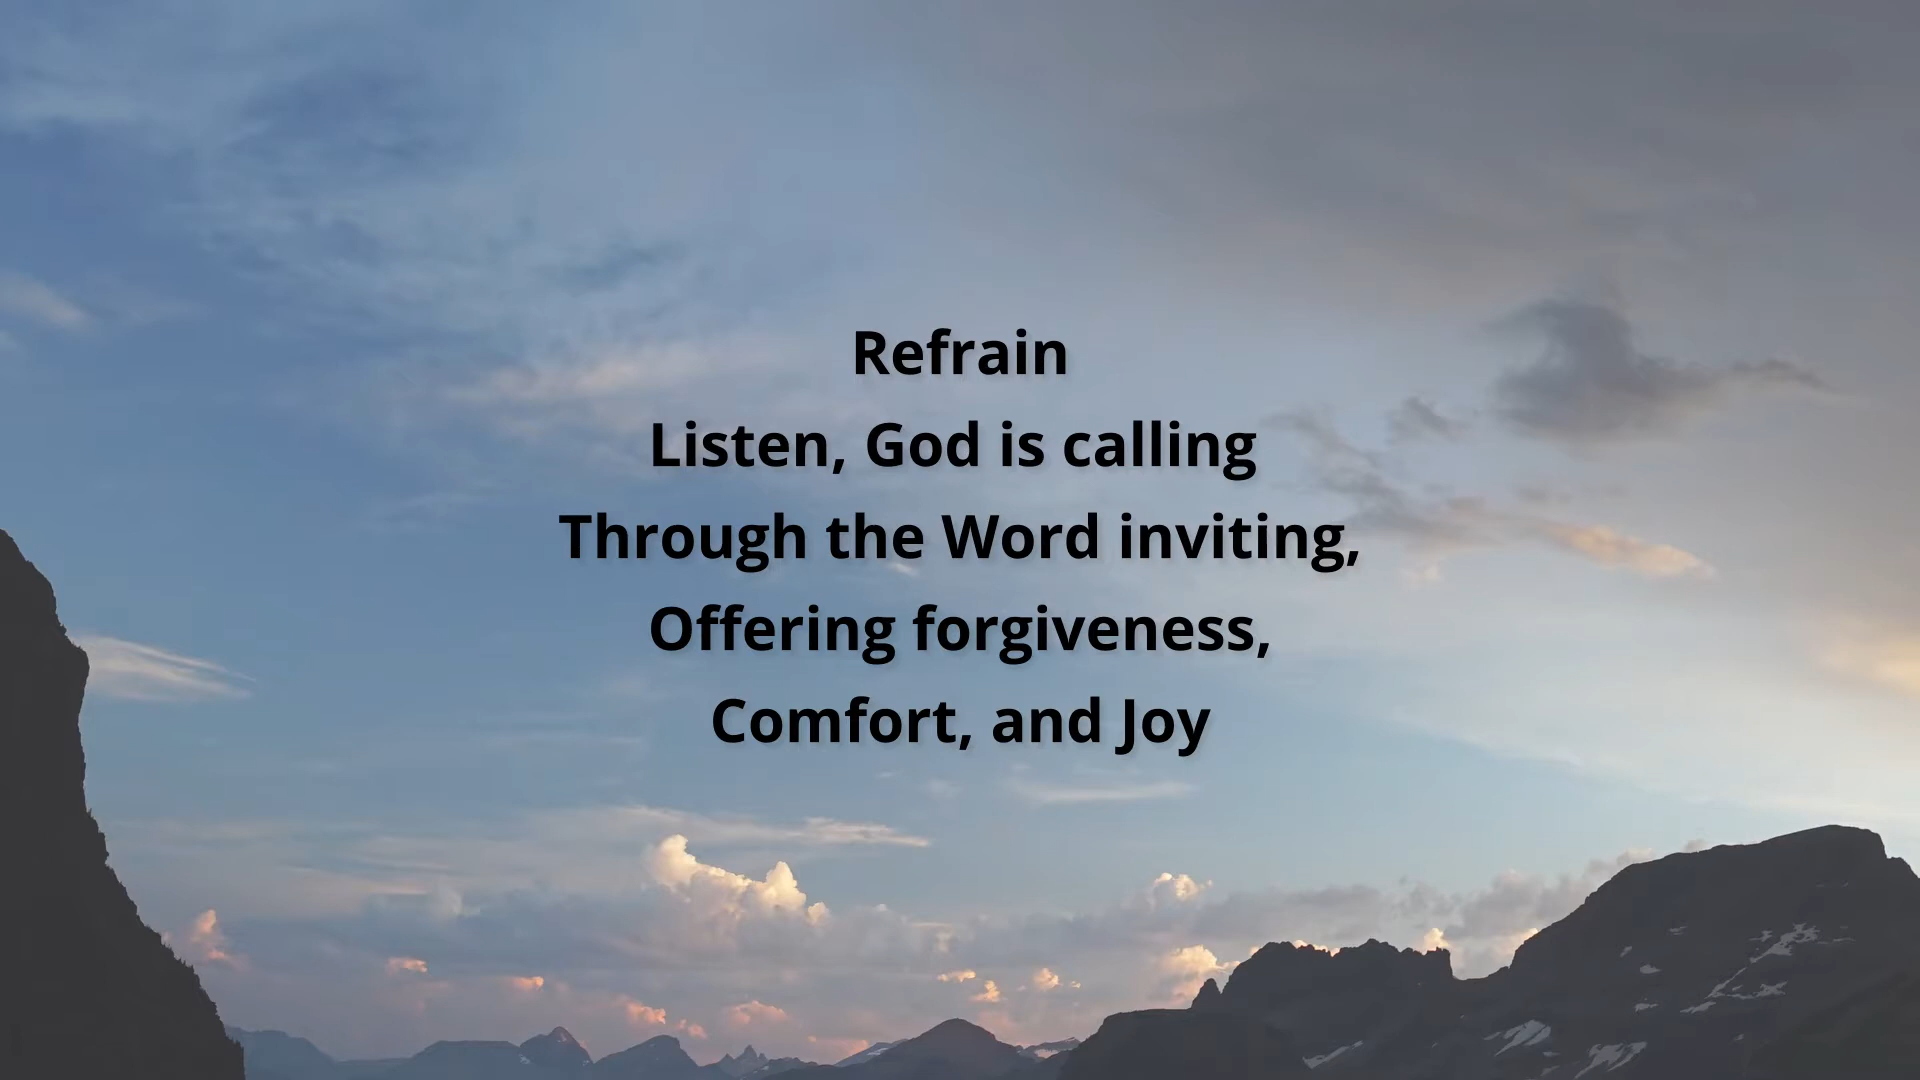 Refrain
Listen, God is calling
Through the Word inviting,
Offering forgiveness,
Comfort, and Joy